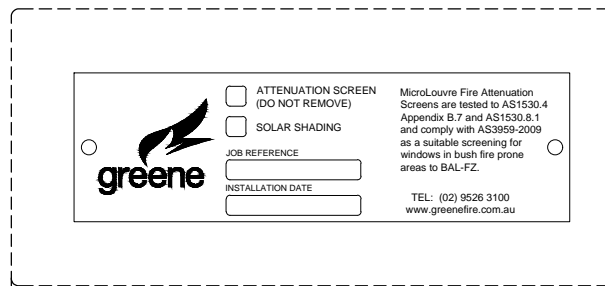 greene
ATTENUATION SCREEN
(DO NOT REMOVE)
SOLAR SHADING
JOB REFERENCE
INSTALLATION DATE
MicroLouvre Fire Attenuation
Screens are tested to AS1530.4
Appendix B.7 and AS1530.8.1
and comply with AS3959-2009
as a suitable screening for
windows in bush fire prone
areas to BAL-FZ.
TEL: (02) 9526 3100
www.greenefire.com.au